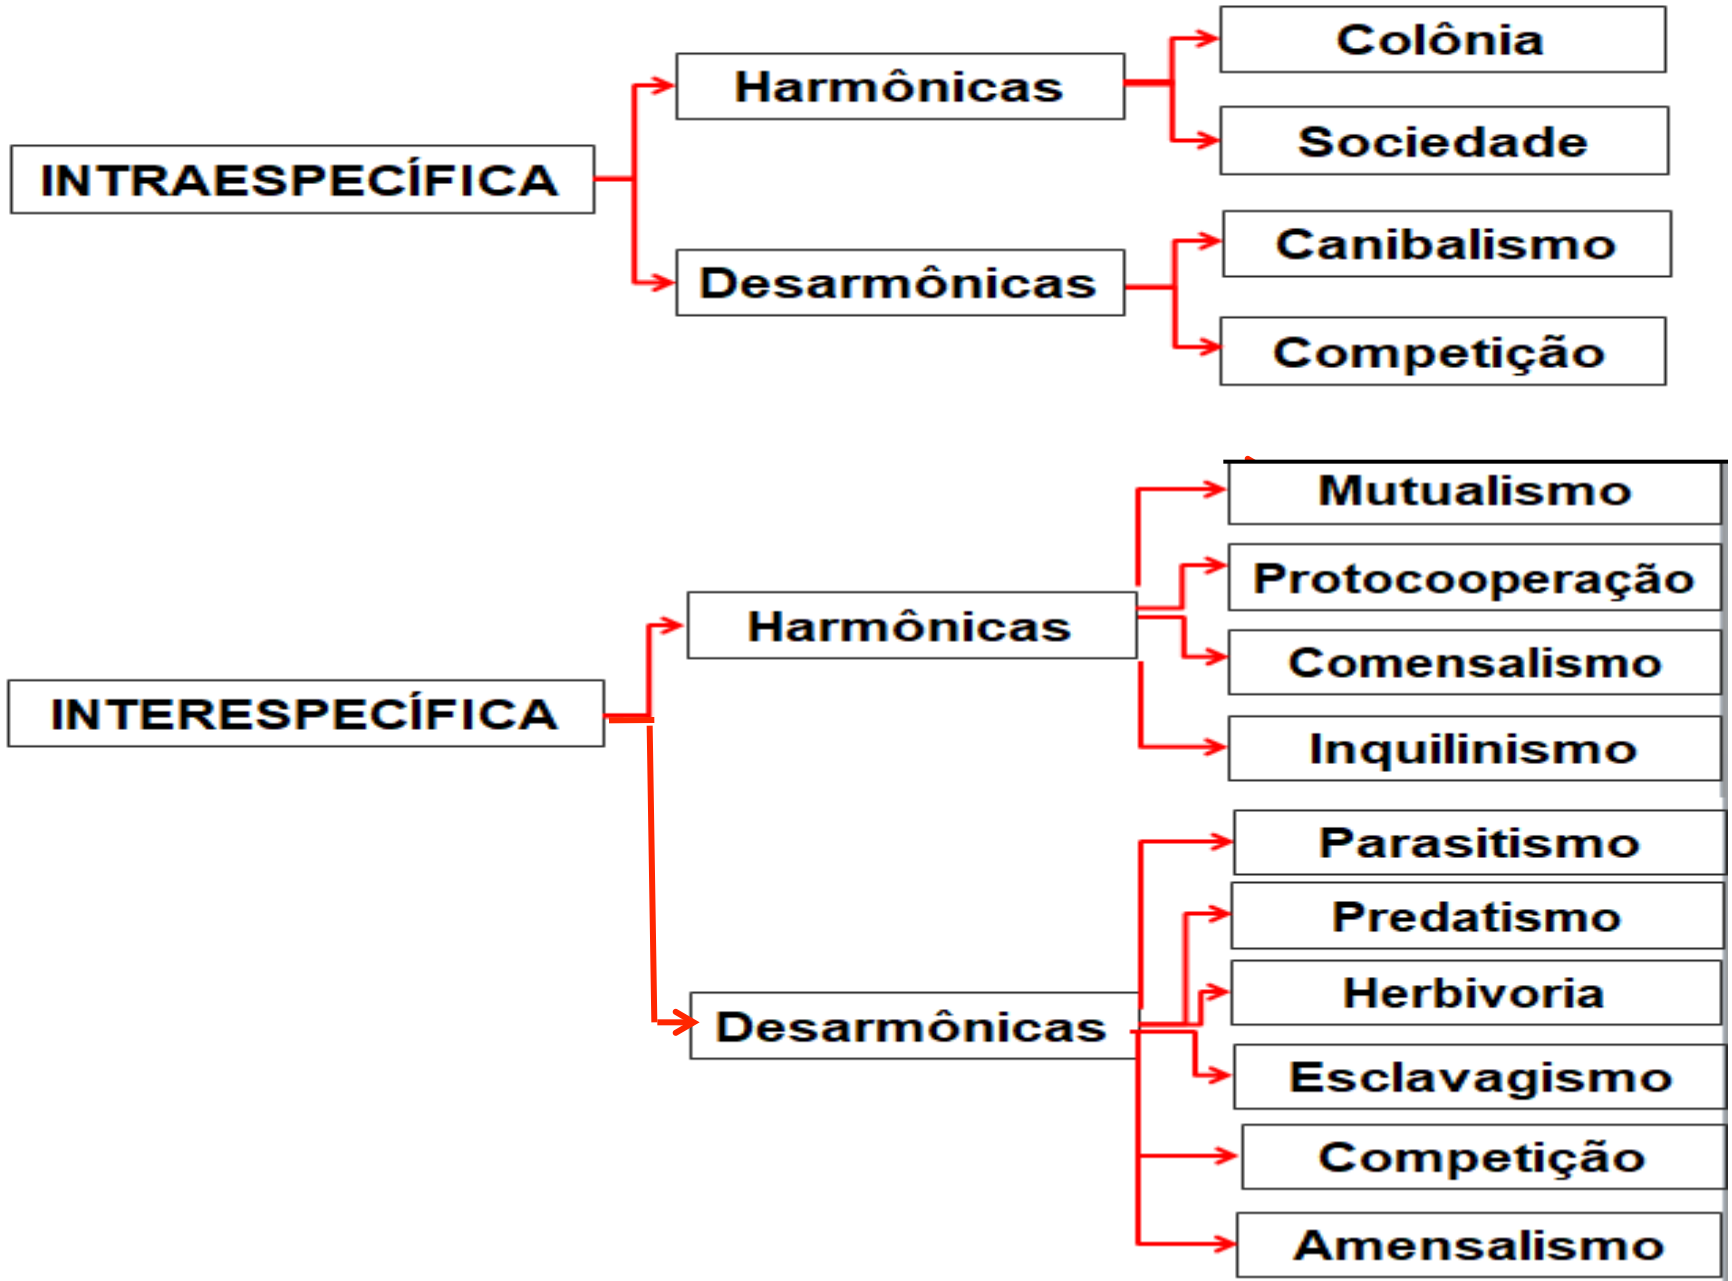 INTRAESPECÍFICA
Harmônicas
Colônia
Sociedade
Desarmônicas
Canibalismo
Competição
INTERESPECÍFICA
Harmônicas
Mutualismo
Protocooperação
Comensalismo
Inquilinismo
Desarmônicas
Parasitismo
Predatismo
Herbivoria
Esclavagismo
Competição
Amensalismo